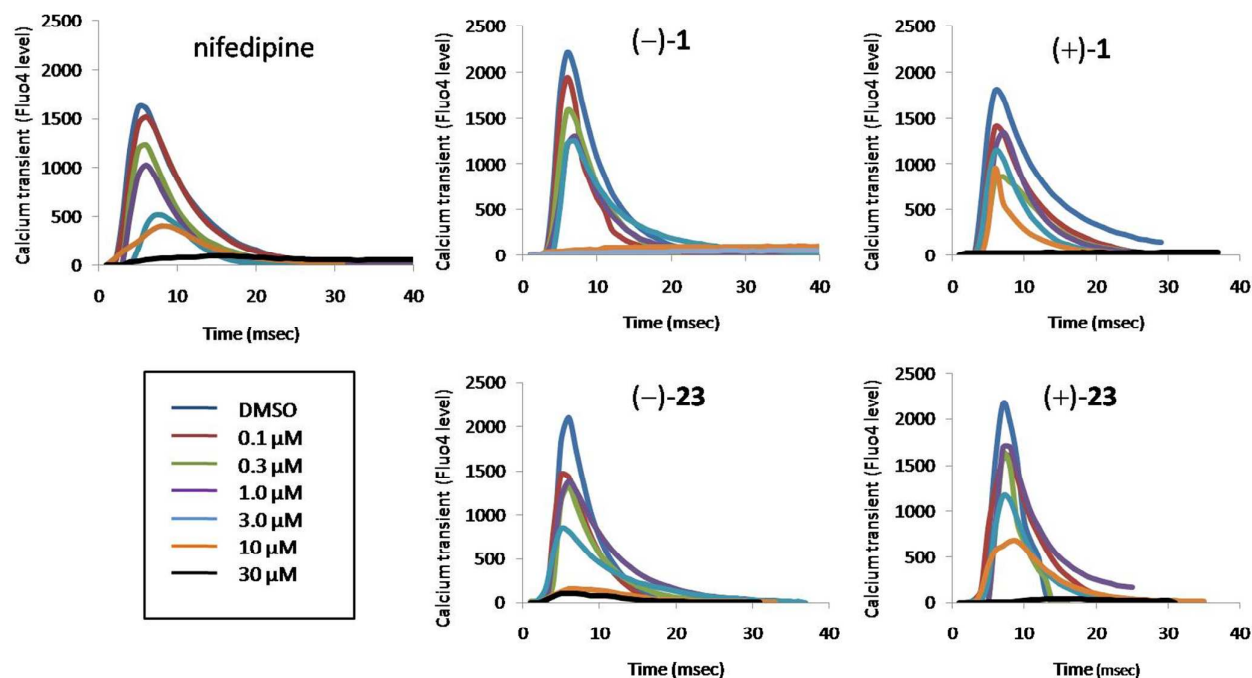 nifedipine
Calcium transient (Fluo4 level)
2500
2000
1500
1000
500
0
0 10 20 30 40
Time (msec)
(−)-1
Calcium transient (Fluo4 level)
2500
2000
1500
1000
500
0
0 10 20 30 40
Time (msec)
(+)-1
Calcium transient (Fluo4 level)
2500
2000
1500
1000
500
0
0 10 20 30 40
Time (msec)
DMSO
0.1 μM
0.3 μM
1.0 μM
3.0 μM
10 μM
30 μM
(−)-23
Calcium transient (Fluo4 level)
2500
2000
1500
1000
500
0
0 10 20 30 40
Time (msec)
(+)-23
Calcium transient (Fluo4 level)
2500
2000
1500
1000
500
0
0 10 20 30 40
Time (msec)